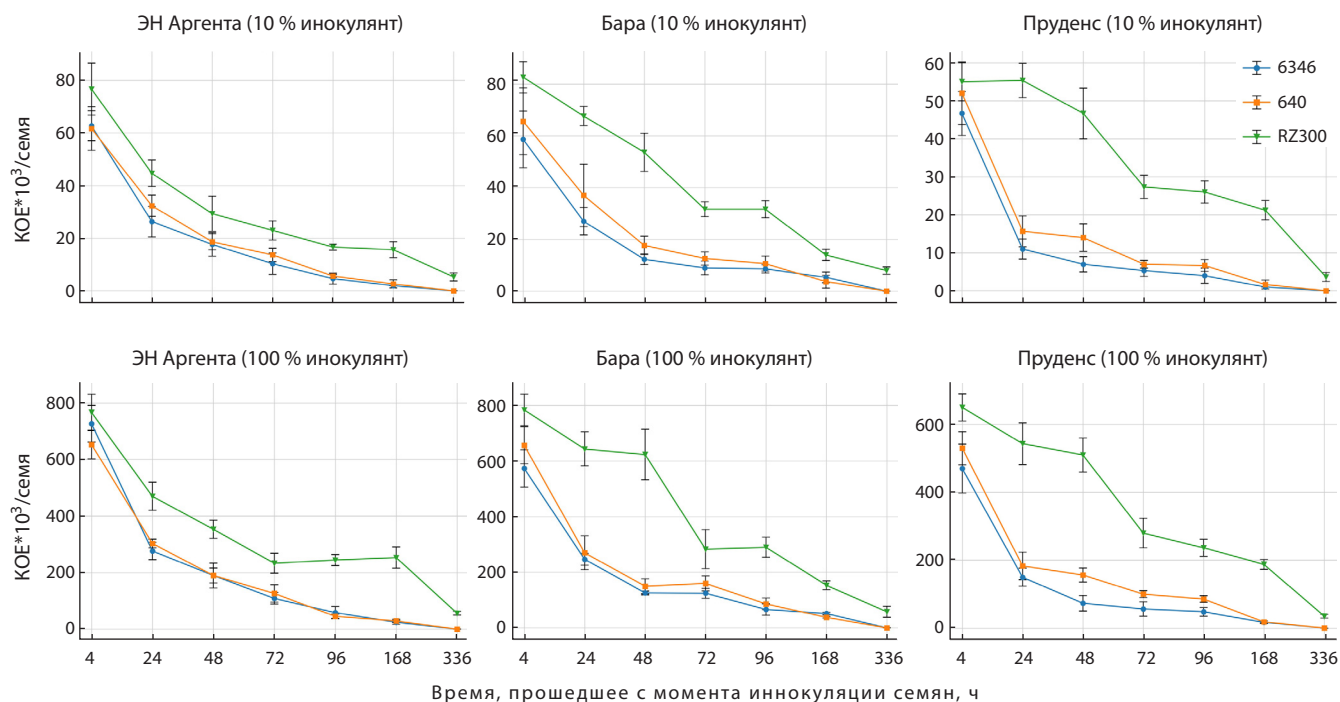 ЭН Аргента (10 % инокулянт)
Бара (10 % инокулянт)
Пруденс (10 % инокулянт)
КОЕ*10³/семя
80
60
40
20
0
80
60
40
20
0
60
50
40
30
20
10
0
6346
640
RZ300
ЭН Аргента (100 % инокулянт)
Бара (100 % инокулянт)
Пруденс (100 % инокулянт)
КОЕ*10³/семя
800
600
400
200
0
800
600
400
200
0
600
400
200
0
4 24 48 72 96 168 336
4 24 48 72 96 168 336
4 24 48 72 96 168 336
Время, прошедшее с момента иннокуляции семян, ч